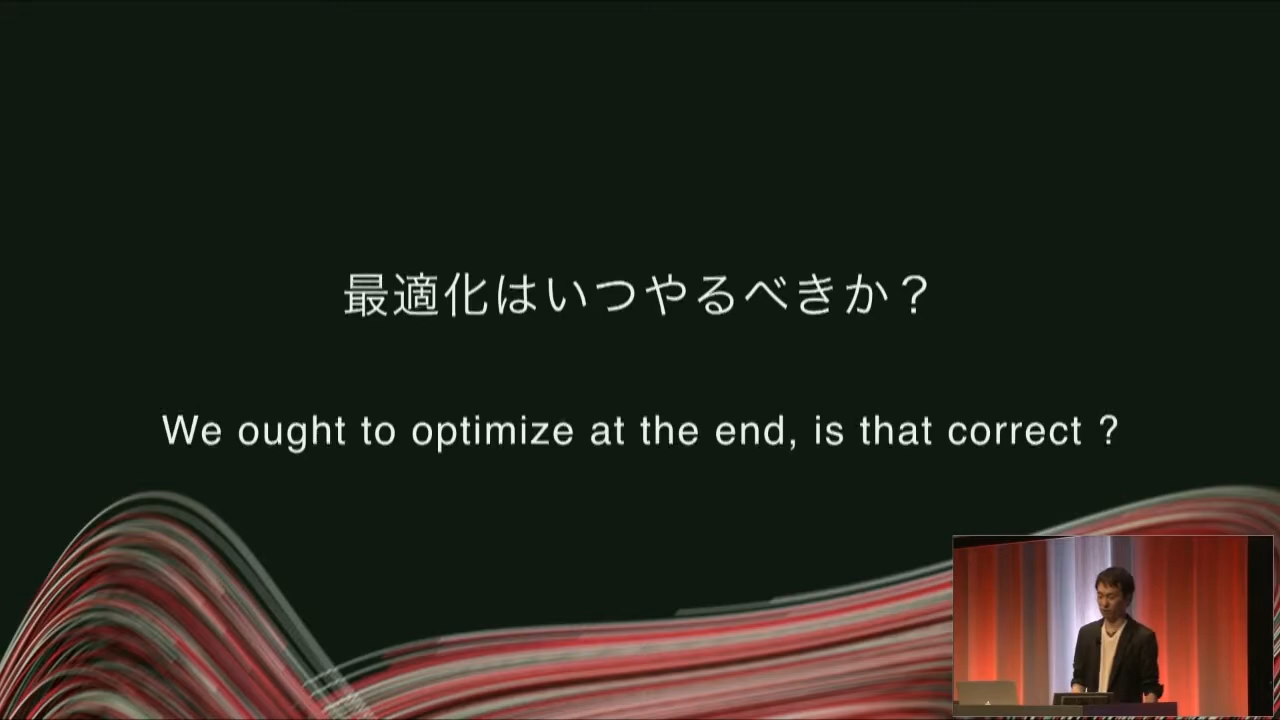 最適化はいつやるべきか？
We ought to optimize at the end, is that correct ?